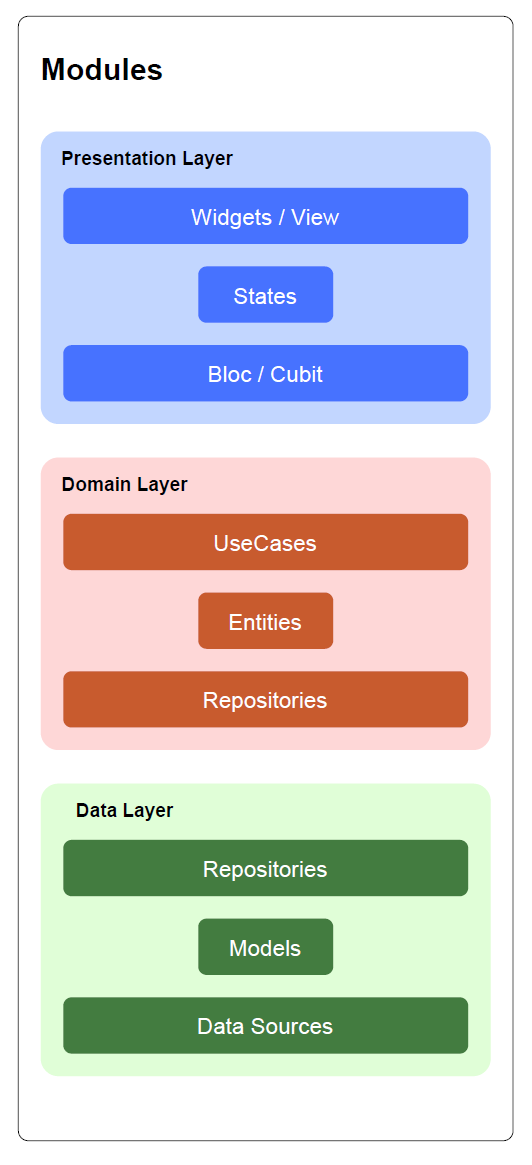 Modules
Presentation Layer
Widgets / View
States
Bloc / Cubit
Domain Layer
UseCases
Entities
Repositories
Data Layer
Repositories
Models
Data Sources